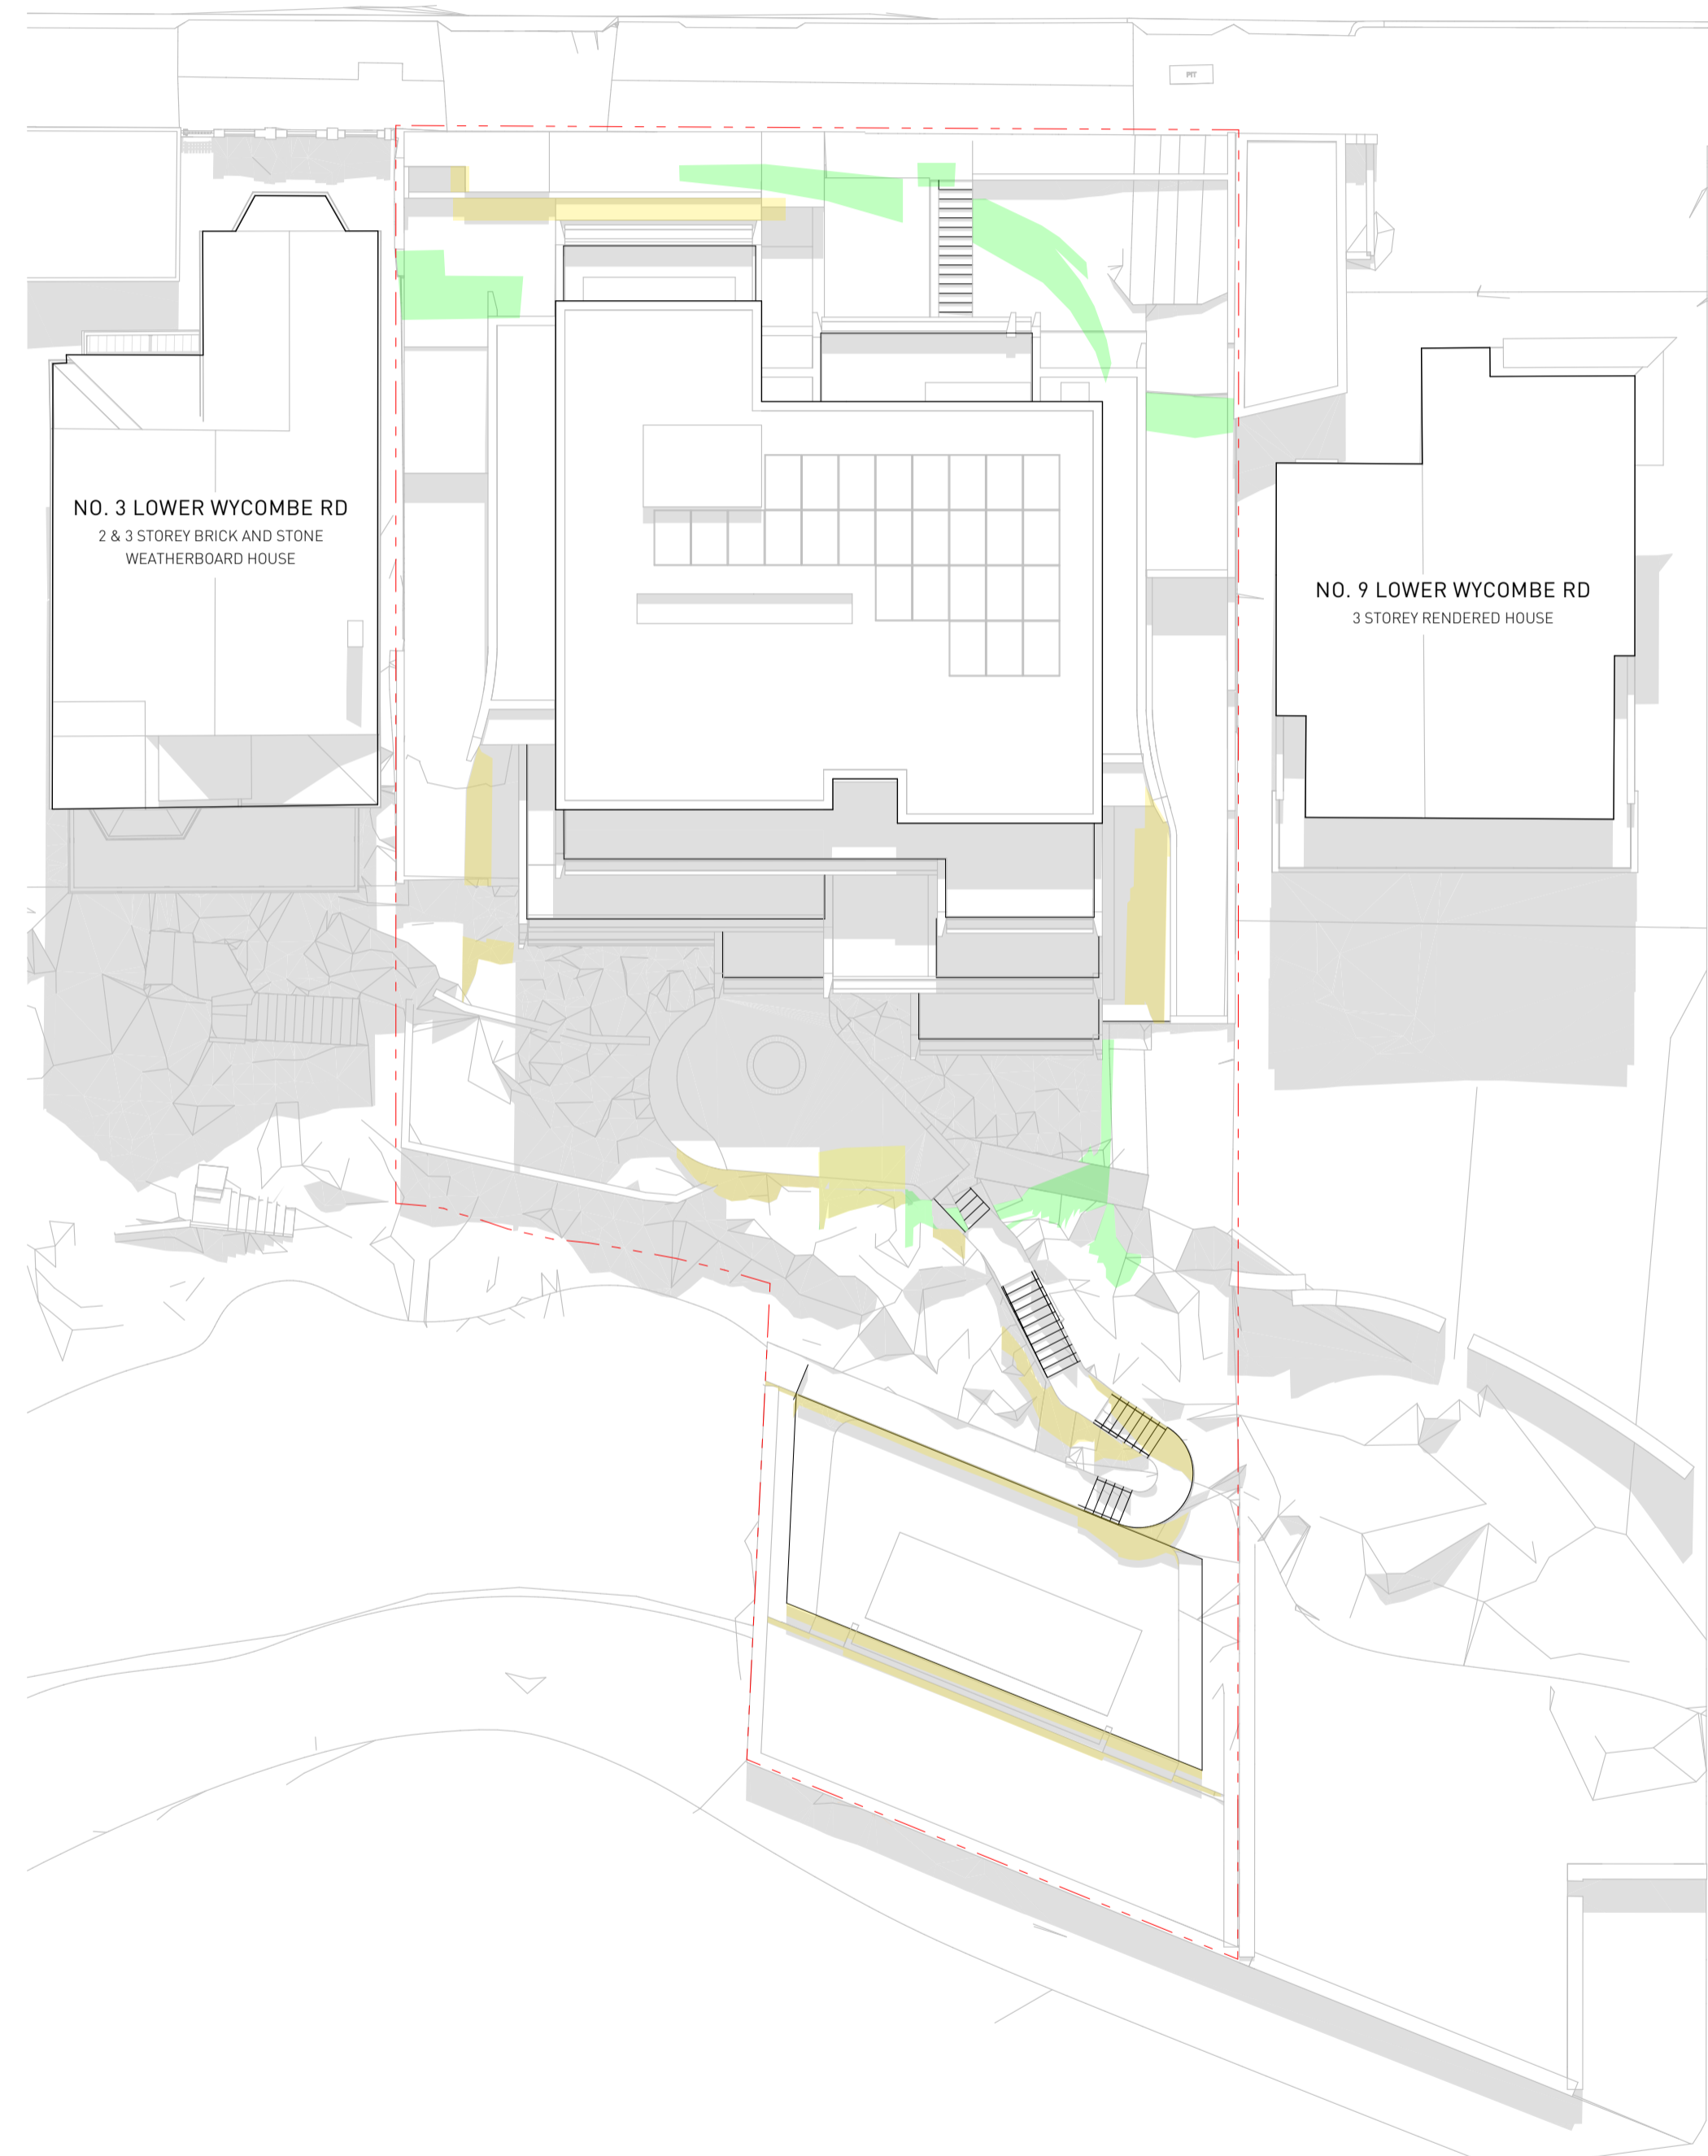 PIT
NO. 3 LOWER WYCOMBE RD
2 & 3 STOREY BRICK AND STONE
WEATHERBOARD HOUSE
NO. 9 LOWER WYCOMBE RD
3 STOREY RENDERED HOUSE